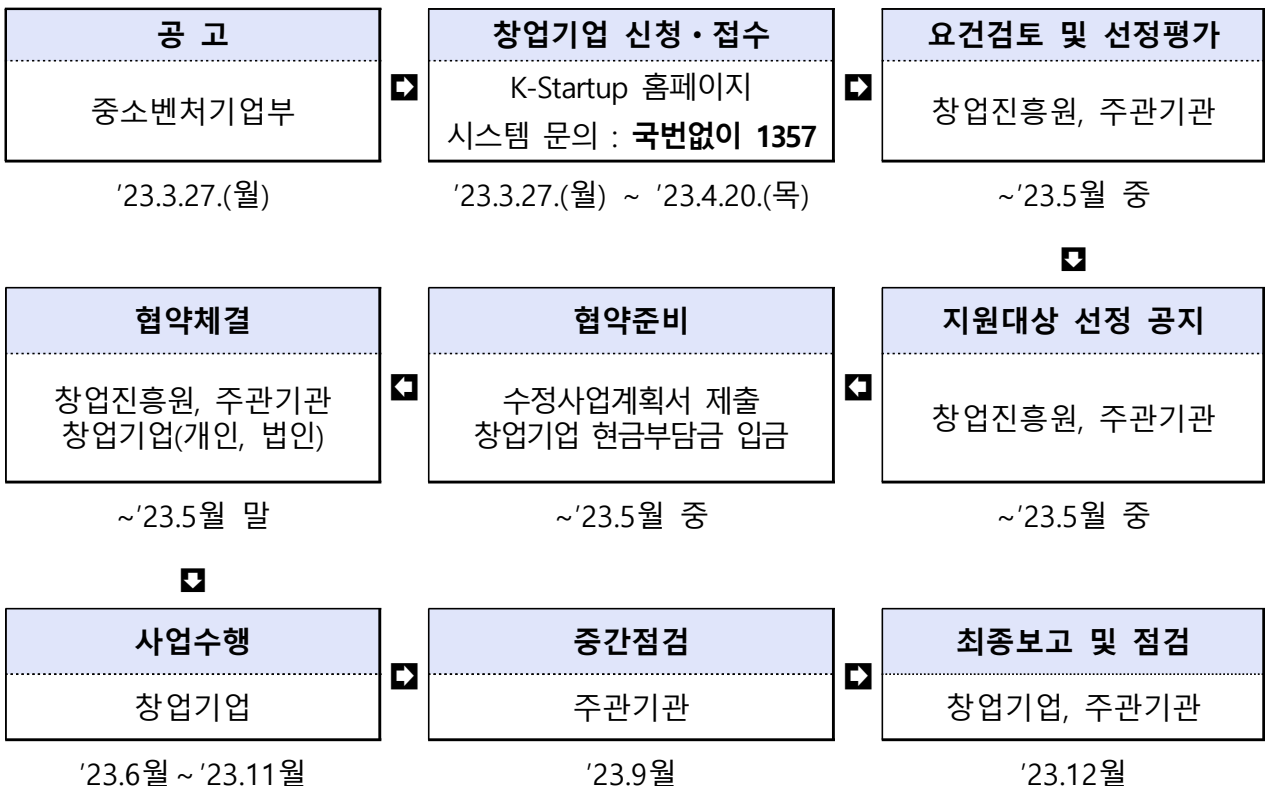 공 고
중소벤처기업부
'23.3.27.(월)
창업기업 신청・접수
K-Startup 홈페이지
시스템 문의 : 국번없이 1357
'23.3.27.(월) ~ '23.4.20.(목)
요건검토 및 선정평가
창업진흥원, 주관기관
~'23.5월 중
지원대상 선정 공지
창업진흥원, 주관기관
~'23.5월 중
협약준비
수정사업계획서 제출
창업기업 현금부담금 입금
~'23.5월 중
협약체결
창업진흥원, 주관기관
창업기업(개인, 법인)
~'23.5월 말
사업수행
창업기업
'23.6월 ~ '23.11월
중간점검
주관기관
'23.9월
최종보고 및 점검
창업기업, 주관기관
'23.12월